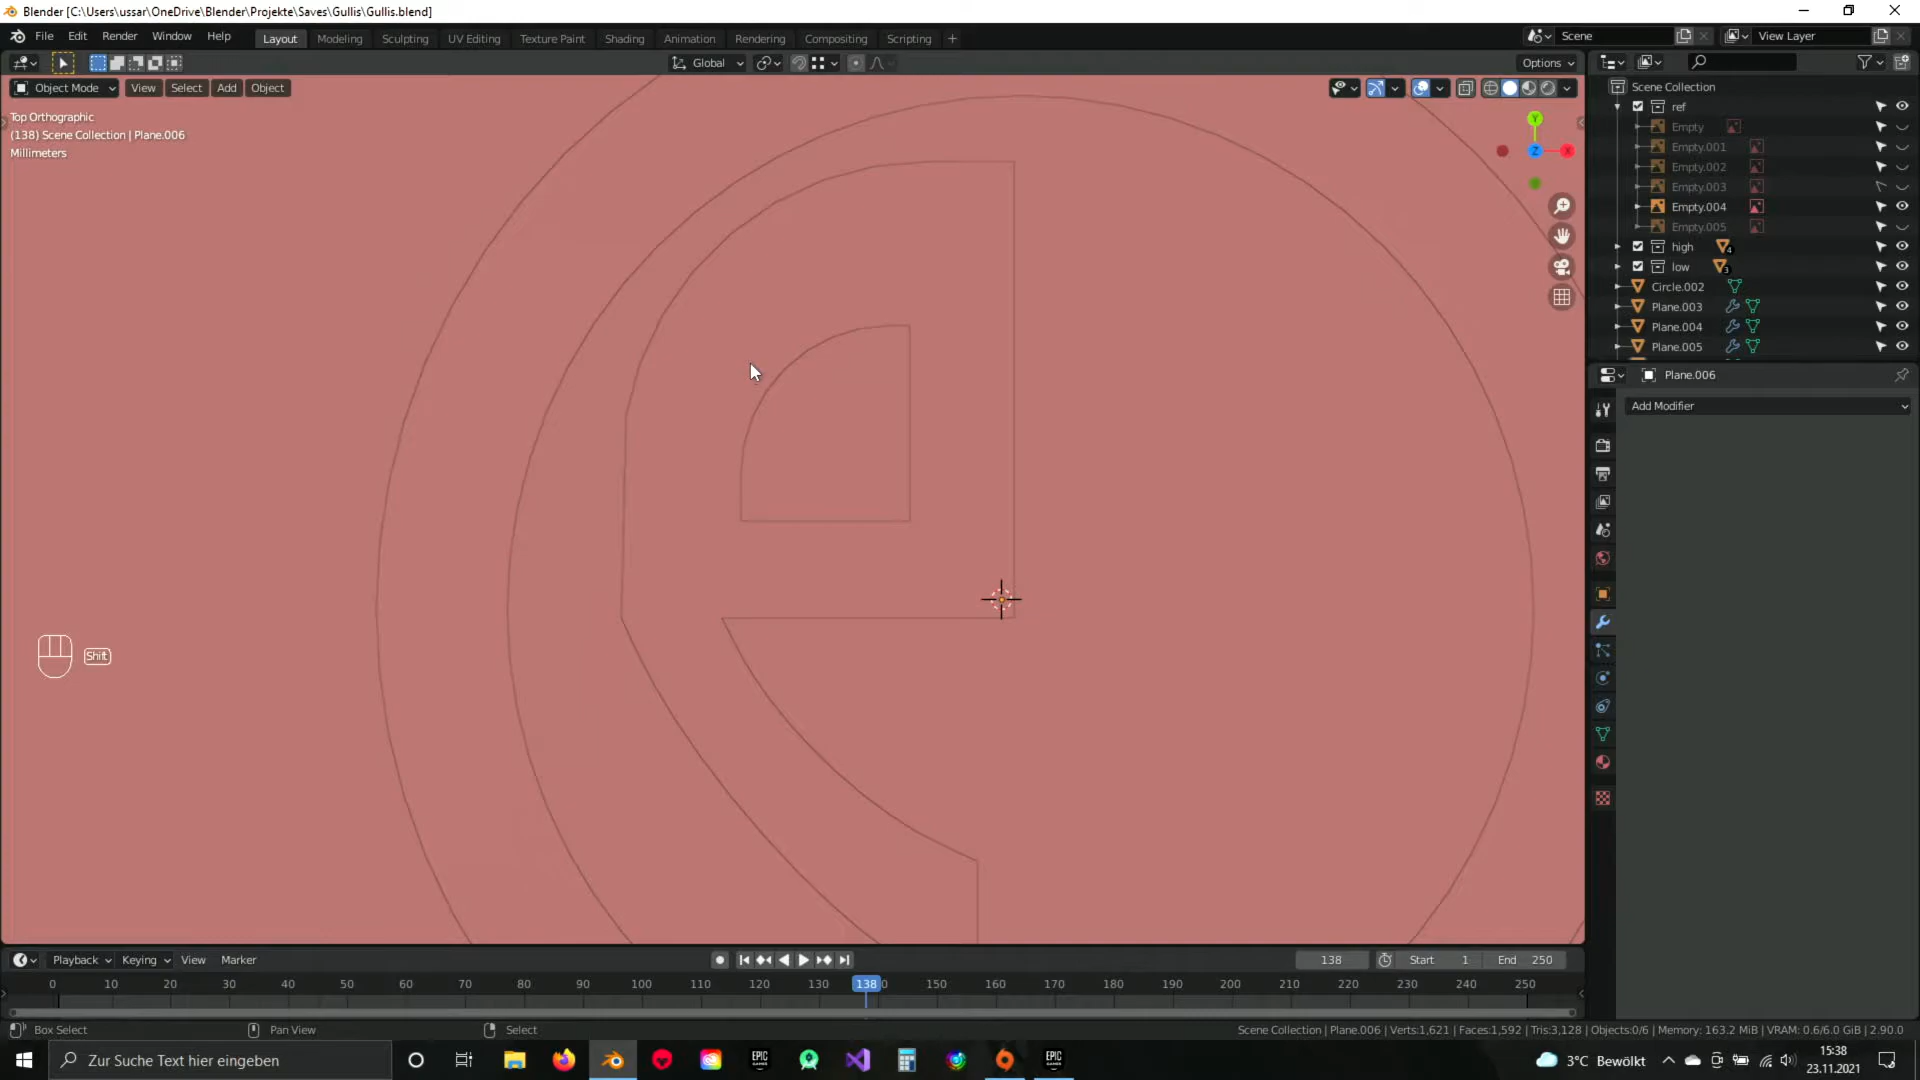 Blender [C:\Users\ussar\OneDrive\Blender\Projekte\Saves\Gullis\Gullis.blend]
File Edit Render Window Help Layout Modeling Sculpting UV Editing Texture Paint Shading Animation Rendering Compositing Scripting + Scene View Layer
Global Options
Object Mode View Select Add Object
Top Orthographic
(138) Scene Collection | Plane.006
Millimeters
Y
Z
X
Shift
Scene Collection
ref
Empty
Empty.001
Empty.002
Empty.003
Empty.004
Empty.005
high 4
low 3
Circle.002
Plane.003
Plane.004
Plane.005
Plane.006
Add Modifier
Playback Keying View Marker 138 Start 1 End 250
0 10 20 30 40 50 60 70 80 90 100 110 120 130 138 0 150 160 170 180 190 200 210 220 230 240 250
Box Select Pan View Select Scene Collection | Plane.006 | Verts:1,621 | Faces:1,592 | Tris:3,128 | Objects:0/6 | Memory: 163.2 MiB | VRAM: 0.6/6.0 GiB | 2.90.0
Zur Suche Text hier eingeben
EPIC GAMES
EPIC GAMES
3°C Bewölkt
15:38
23.11.2021